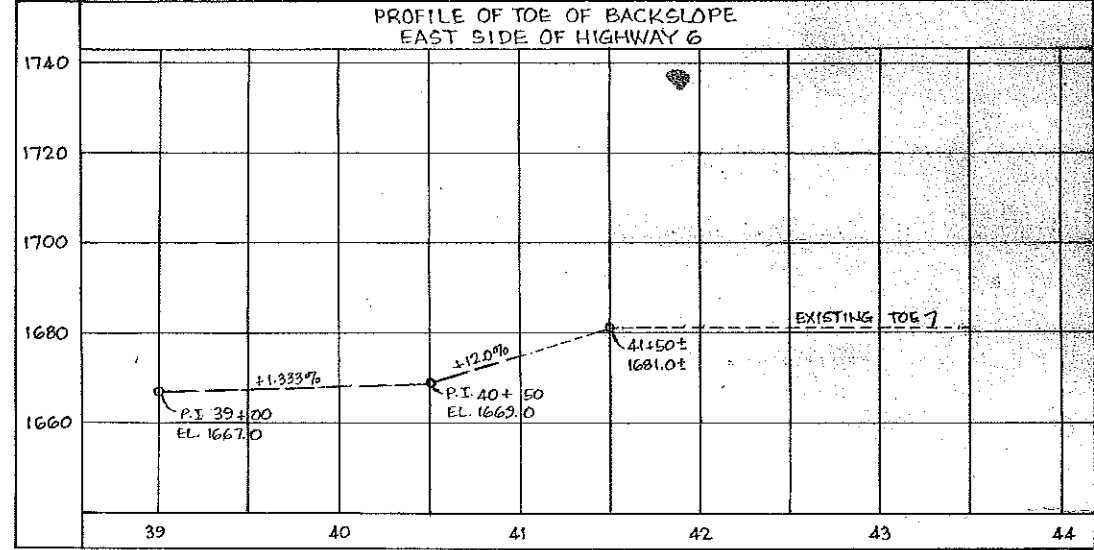 PROFILE OF TOE OF BACKSLOPE
EAST SIDE OF HIGHWAY 6
1740
1720
1700
1680
1660
+1.333%
+12.0%
EXISTING TOE
P.I. 39+00
EL. 1667.0
P.I. 40+50
EL. 1669.0
41+50±
1681.0±
39
40
41
42
43
44